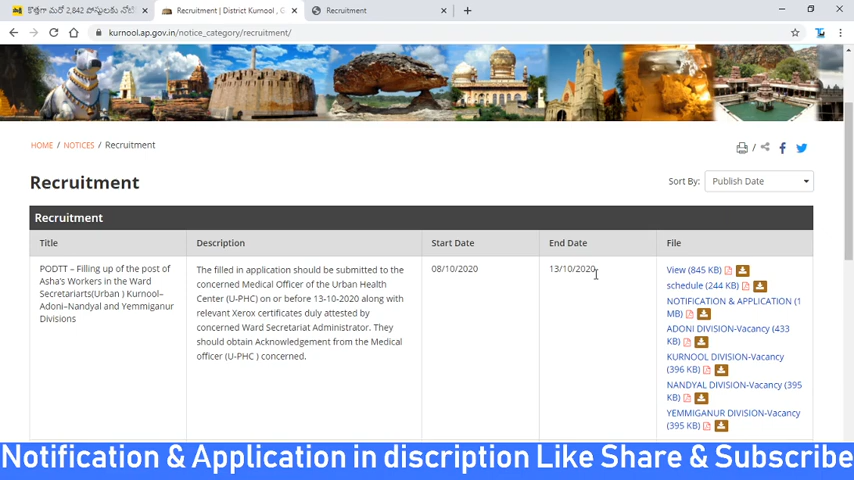 కొత్తగా మరో 2,842 పోస్టులకు నోటి
Recruitment | District Kurnool , G
Recruitment
kurnool.ap.gov.in/notice_category/recruitment/
HOME / NOTICES / Recruitment
Recruitment
Sort By: Publish Date
Recruitment
Title Description Start Date End Date File
PODTT – Filling up of the post of
Asha's Workers in the Ward
Secretariarts(Urban ) Kurnool–
Adoni–Nandyal and Yemmiganur
Divisions
The filled in application should be submitted to the
concerned Medical Officer of the Urban Health
Center (U-PHC) on or before 13-10-2020 along with
relevant Xerox certificates duly attested by
concerned Ward Secretariat Administrator. They
should obtain Acknowledgement from the Medical
officer (U-PHC ) concerned.
08/10/2020
13/10/2020
View (845 KB)
schedule (244 KB)
NOTIFICATION & APPLICATION (1
MB)
ADONI DIVISION-Vacancy (433
KB)
KURNOOL DIVISION-Vacancy
(396 KB)
NANDYAL DIVISION-Vacancy (395
KB)
YEMMIGANUR DIVISION-Vacancy
(395 KB)
Notification & Application in discription Like Share & Subscribe